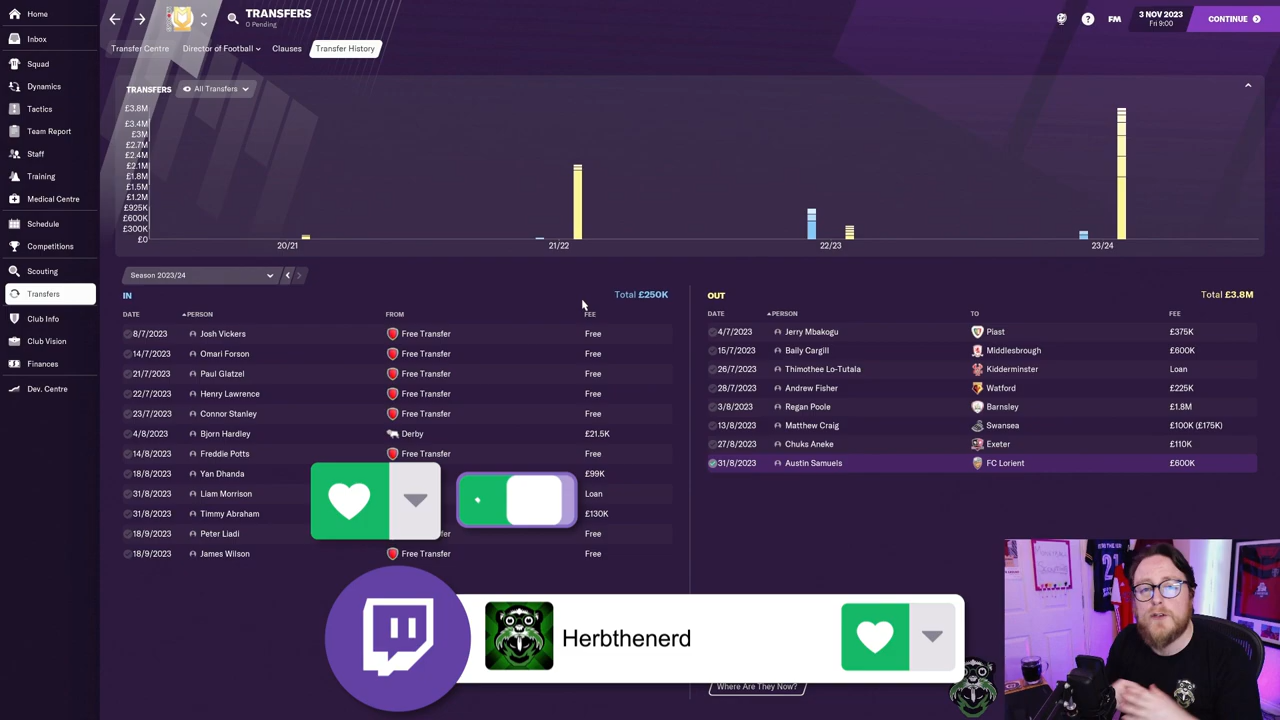 Home
TRANSFERS
0 Pending
FM
3 NOV 2023
Fri 9:00
CONTINUE
Inbox
Squad
Dynamics
Tactics
Team Report
Staff
Training
Medical Centre
Schedule
Competitions
Scouting
Transfers
Club Info
Club Vision
Finances
Dev. Centre
Transfer Centre
Director of Football
Clauses
Transfer History
TRANSFERS
All Transfers
£3.8M
£3.4M
£3M
£2.7M
£2.4M
£2.1M
£1.8M
£1.5M
£1.2M
£925K
£600K
£300K
£0
20/21
21/22
22/23
23/24
Season 2023/24
IN
Total £250K
DATE PERSON FROM FEE
8/7/2023 Josh Vickers Free Transfer Free
14/7/2023 Omari Forson Free Transfer Free
21/7/2023 Paul Glatzel Free Transfer Free
22/7/2023 Henry Lawrence Free Transfer Free
23/7/2023 Connor Stanley Free Transfer Free
4/8/2023 Bjorn Hardley Derby £21.5K
14/8/2023 Freddie Potts Free Transfer Free
18/8/2023 Yan Dhanda £99K
31/8/2023 Liam Morrison Loan
31/8/2023 Timmy Abraham £130K
18/9/2023 Peter Liadi Free
18/9/2023 James Wilson Free Transfer Free
OUT
Total £3.8M
DATE PERSON TO FEE
4/7/2023 Jerry Mbakogu Piast £375K
15/7/2023 Baily Cargill Middlesbrough £600K
26/7/2023 Thimothee Lo-Tutala Kidderminster Loan
28/7/2023 Andrew Fisher Watford £225K
3/8/2023 Regan Poole Barnsley £1.8M
13/8/2023 Matthew Craig Swansea £100K (£175K)
27/8/2023 Chuks Aneke Exeter £110K
31/8/2023 Austin Samuels FC Lorient £600K
Herbthenerd
Where Are They Now?